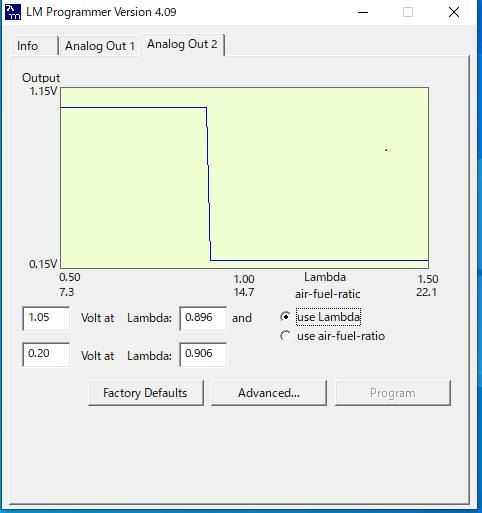 LM Programmer Version 4.09
Info Analog Out 1 Analog Out 2
Output
1.15V
0.15V
0.50 1.00 Lambda 1.50
7.3 14.7 air-fuel-ratic 22.1
1.05 Volt at Lambda: 0.896 and use Lambda
use air-fuel-ratio
0.20 Volt at Lambda: 0.906
Factory Defaults Advanced... Program